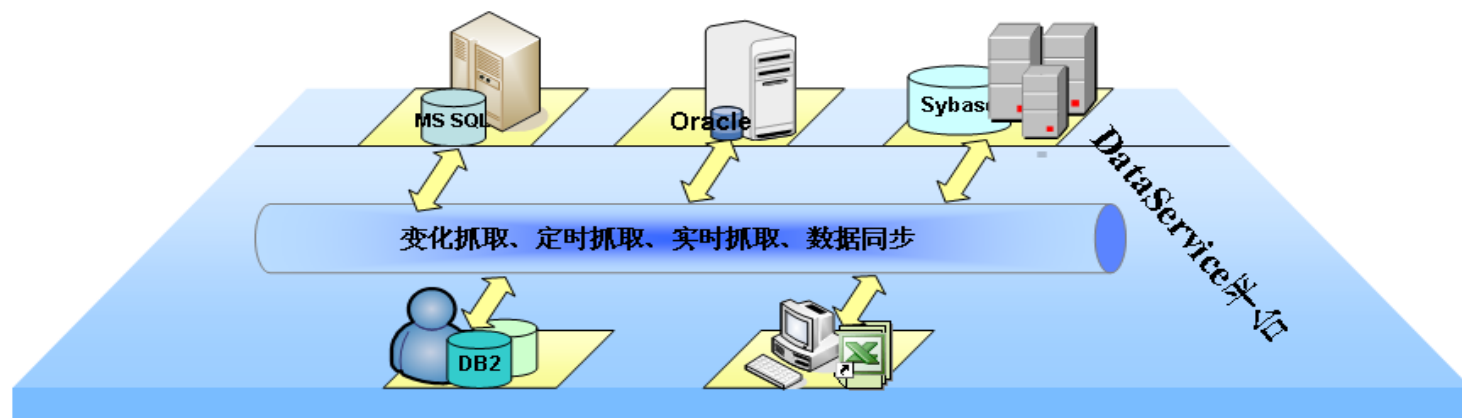 MS SQL
Oracle
Sybase
DataService平台
变化抓取、定时抓取、实时抓取、数据同步
DB2